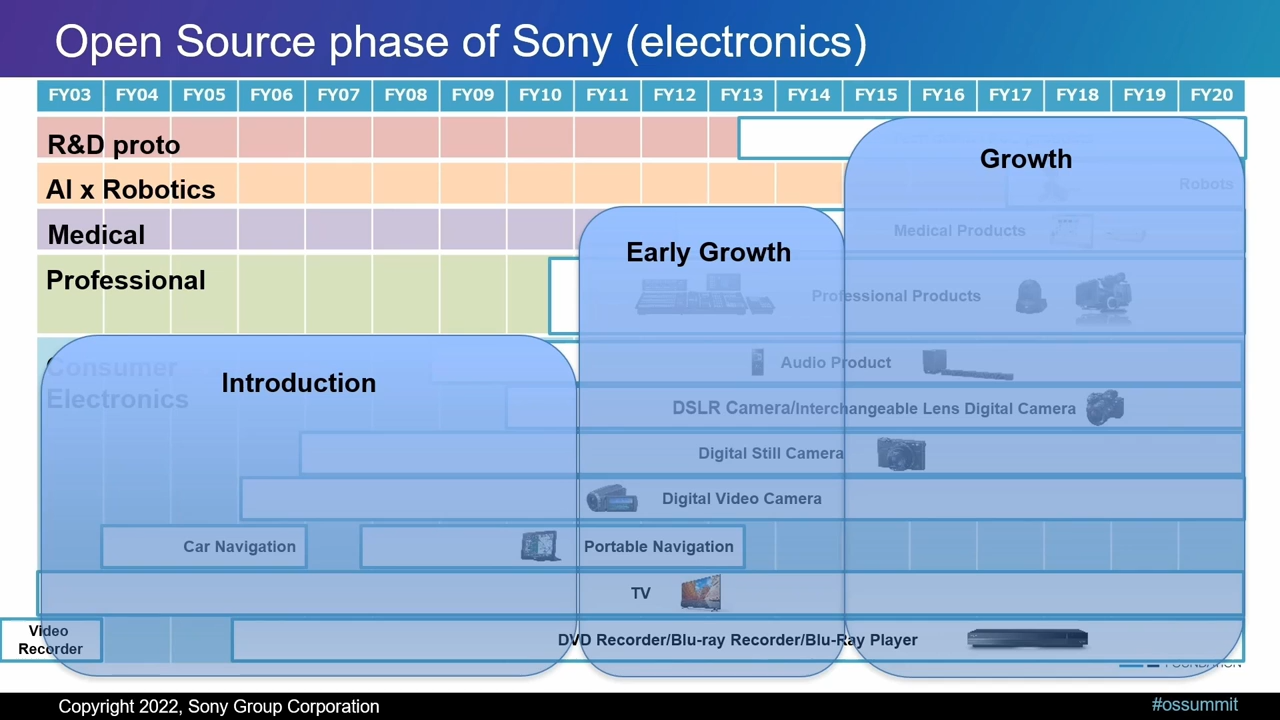 Open Source phase of Sony (electronics)
FY03 FY04 FY05 FY06 FY07 FY08 FY09 FY10 FY11 FY12 FY13 FY14 FY15 FY16 FY17 FY18 FY19 FY20
R&D proto
Growth
AI x Robotics
Robots
Medical
Medical Products
Early Growth
Professional
Professional Products
Consumer
Electronics
Introduction
Audio Product
DSLR Camera/Interchangeable Lens Digital Camera
Digital Still Camera
Digital Video Camera
Car Navigation
Portable Navigation
TV
Video
Recorder
DVD Recorder/Blu-ray Recorder/Blu-Ray Player
FOUNDATION
Copyright 2022, Sony Group Corporation
#ossummit